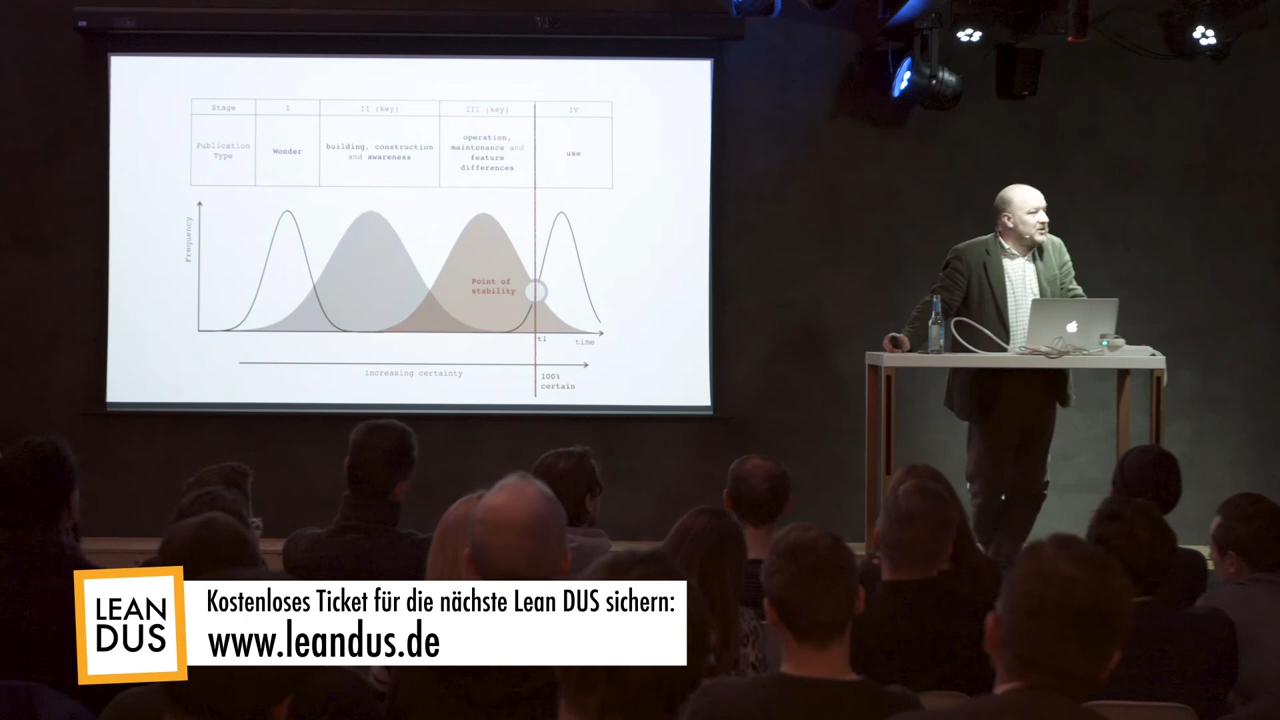 Stage I II (key) III (key) IV
Publication Type
Wonder
building, construction
and awareness
operation,
maintenance and
feature
differences
use
Frequency
Point of
stability
t1
time
increasing certainty
100%
certain
LEAN
DUS
Kostenloses Ticket für die nächste Lean DUS sichern:
www.leandus.de